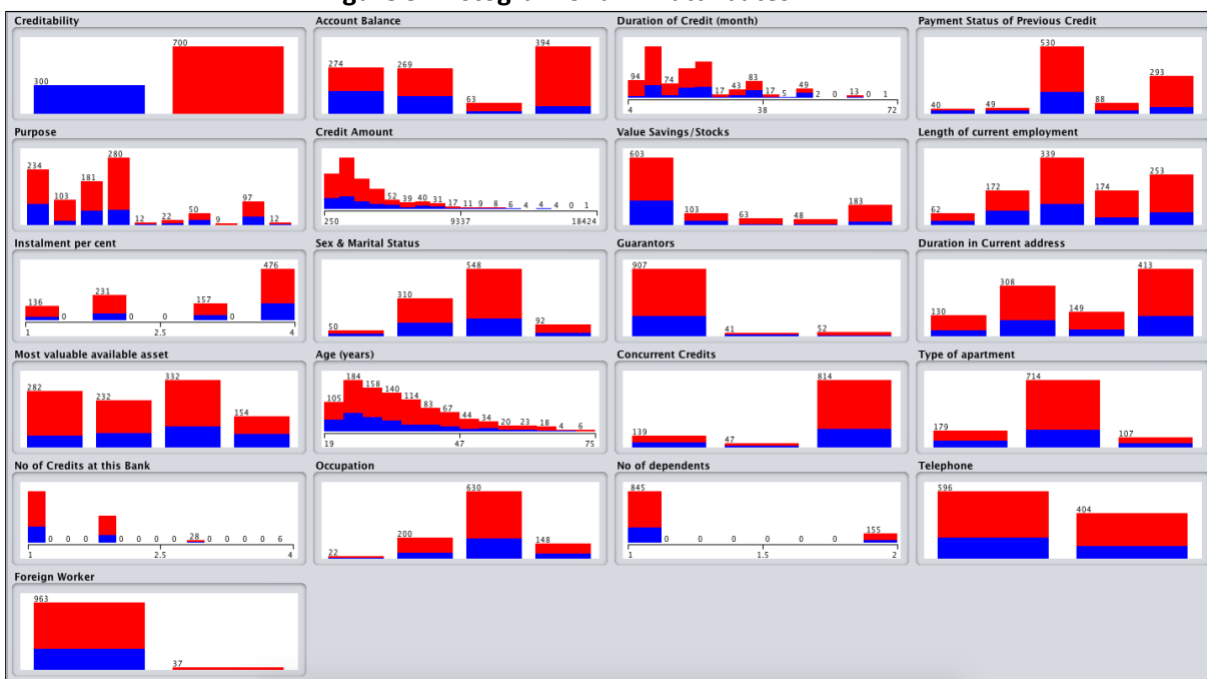 Creditability
700
300
Account Balance
274 269 63 394
Duration of Credit (month)
94 74 17 43 83 17 5 49 2 0 13 0 1
4 38 72
Payment Status of Previous Credit
40 49 530 88 293
Purpose
234 103 181 280 12 22 50 9 97 12
Credit Amount
52 39 40 31 17 11 9 8 6 4 4 4 0 1
250 9337 18424
Value Savings/Stocks
603 103 63 48 183
Length of current employment
62 172 339 174 253
Instalment per cent
136 0 231 0 0 157 0 476
1 2.5 4
Sex & Marital Status
50 310 548 92
Guarantors
907 41 52
Duration in Current address
130 308 149 413
Most valuable available asset
282 232 332 154
Age (years)
105 184 158 140 114 83 67 44 34 20 23 18 4 6
19 47 75
Concurrent Credits
139 47 814
Type of apartment
179 714 107
No of Credits at this Bank
0 0 0 0 0 0 28 0 0 0 0 6
1 2.5 4
Occupation
22 200 630 148
No of dependents
845 0 0 0 0 0 0 155
1 1.5 2
Telephone
596 404
Foreign Worker
963 37